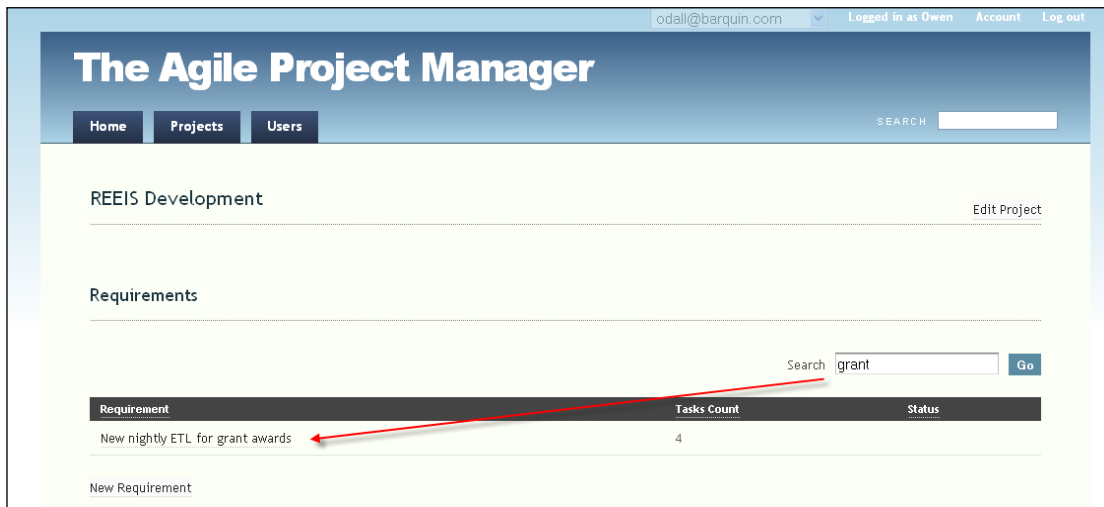 odall@barquin.com Logged in as Owen Account Log out
The Agile Project Manager
Home Projects Users SEARCH
REEIS Development
Edit Project
Requirements
Search grant Go
Requirement Tasks Count Status
New nightly ETL for grant awards 4
New Requirement